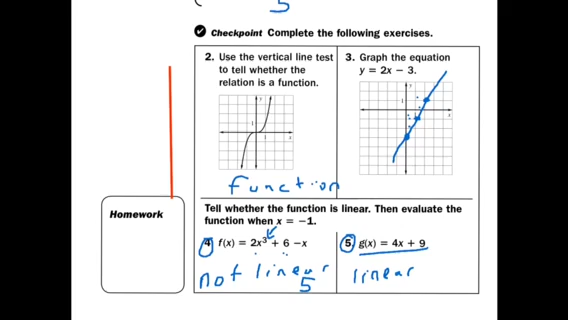 5
Checkpoint Complete the following exercises.
2. Use the vertical line test
to tell whether the
relation is a function.
function
3. Graph the equation
y = 2x − 3.
Tell whether the function is linear. Then evaluate the
function when x = −1.
4. f(x) = 2x³ + 6 −x
not linear
5
5. g(x) = 4x + 9
linear
Homework